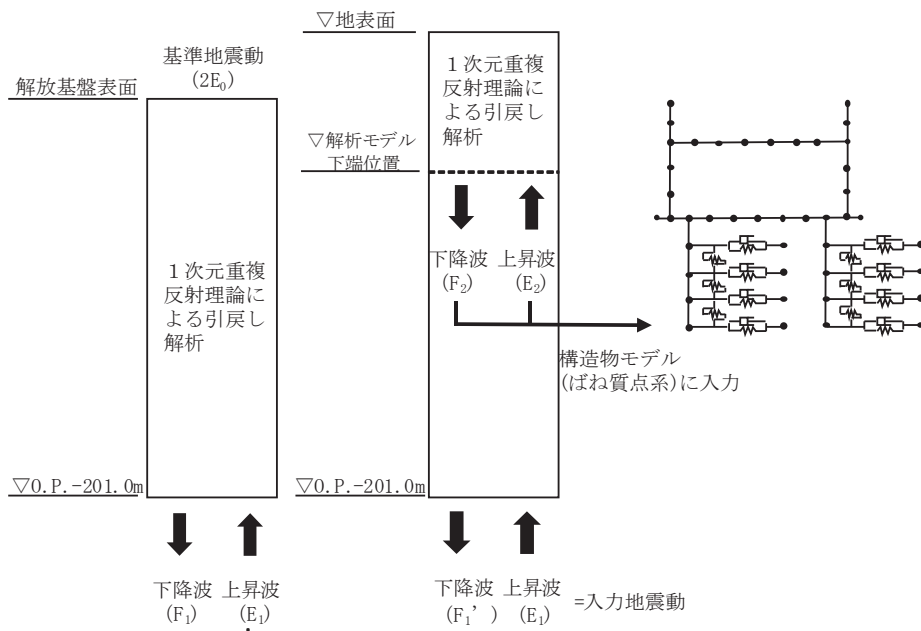 基準地震動
(2E₀)
解放基盤表面
1次元重複
反射理論に
よる引戻し
解析
▽O.P.-201.0m
下降波 上昇波
(F₁) (E₁)
▽地表面
1次元重複
反射理論に
よる引戻し
解析
▽解析モデル
下端位置
下降波 上昇波
(F₂) (E₂)
構造物モデル
(ばね質点系)に入力
▽O.P.-201.0m
下降波 上昇波 =入力地震動
(F₁’) (E₁)